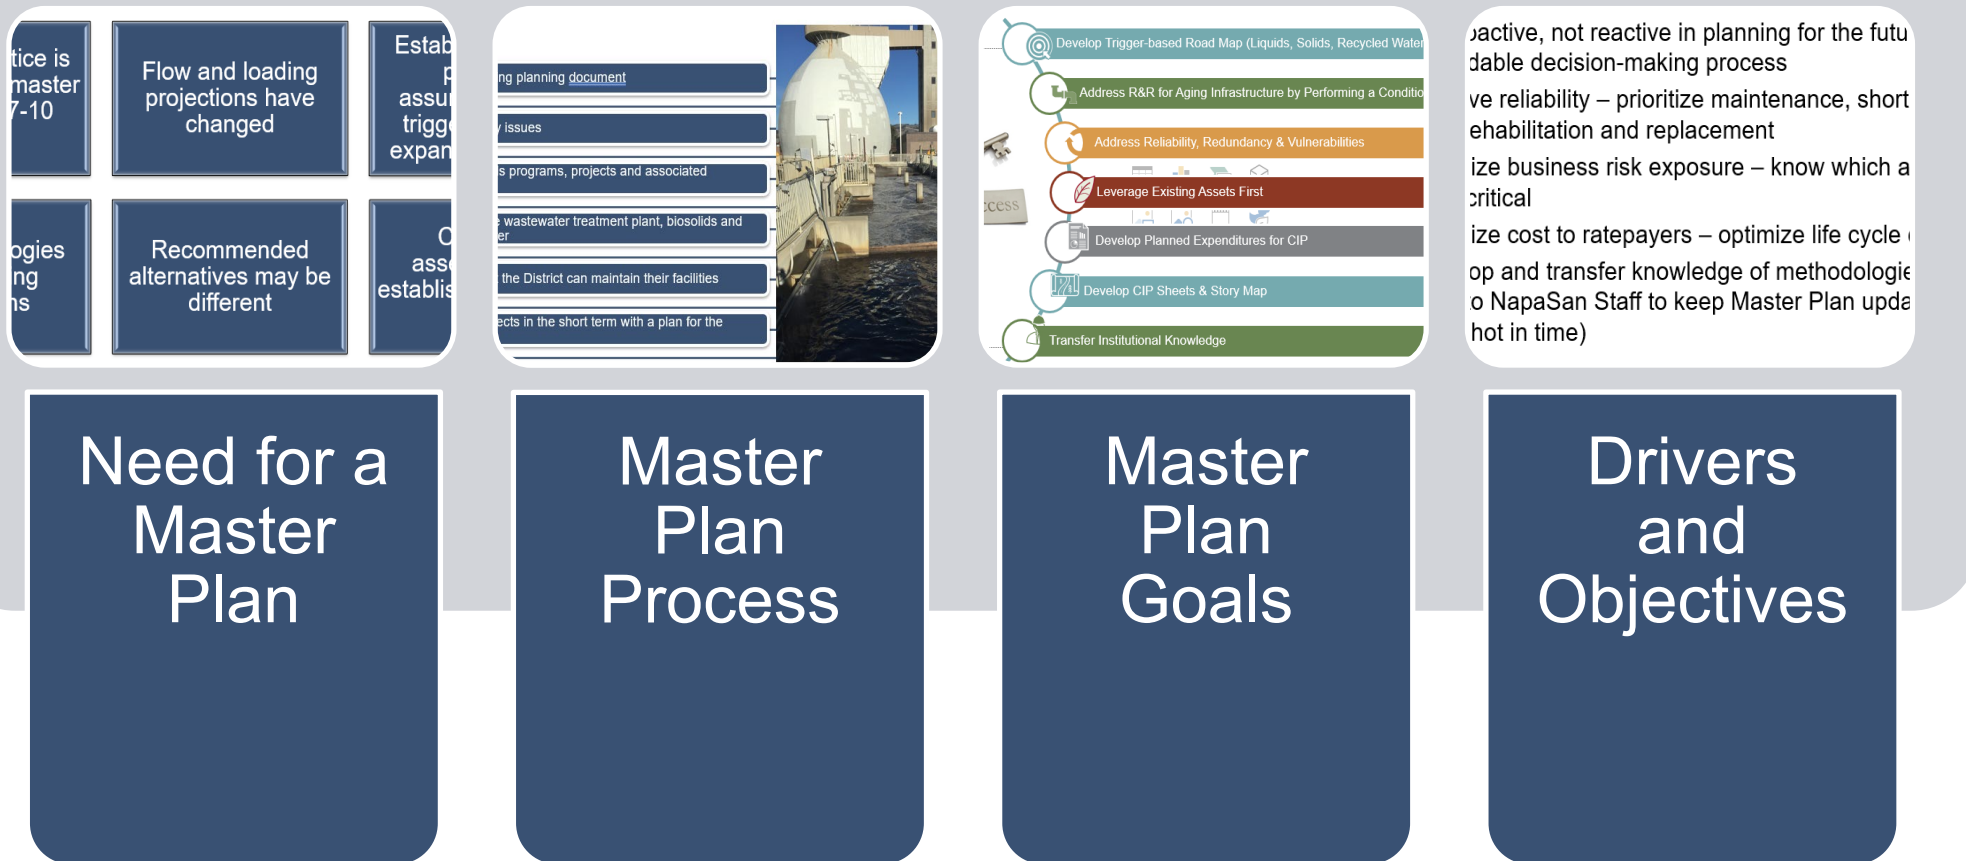 tice is
master
7-10
Flow and loading
projections have
changed
Estab
p
assu
trigge
expan
ogies
ng
ns
Recommended
alternatives may be
different
C
asse
establis
ng planning document
y issues
s programs, projects and associated
e wastewater treatment plant, biosolids and
er
the District can maintain their facilities
ects in the short term with a plan for the
Develop Trigger-based Road Map (Liquids, Solids, Recycled Water
Address R&R for Aging Infrastructure by Performing a Conditio
Address Reliability, Redundancy & Vulnerabilities
Leverage Existing Assets First
Develop Planned Expenditures for CIP
Develop CIP Sheets & Story Map
Transfer Institutional Knowledge
ccess
oactive, not reactive in planning for the futu
dable decision-making process
ve reliability – prioritize maintenance, short
ehabilitation and replacement
ize business risk exposure – know which a
critical
ize cost to ratepayers – optimize life cycle
op and transfer knowledge of methodologie
o NapaSan Staff to keep Master Plan upda
hot in time)
Need for a
Master
Plan
Master
Plan
Process
Master
Plan
Goals
Drivers
and
Objectives